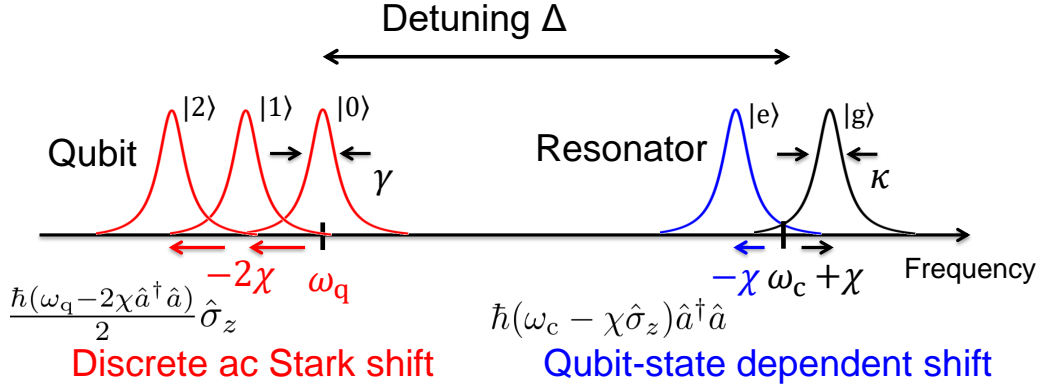 Detuning Δ
|2⟩ |1⟩ |0⟩ |e⟩ |g⟩
Qubit
γ
Resonator
κ
−2χ ω_q
−χ ω_c +χ
Frequency
ħ(ω_q−2χâ†â)/2 σ̂_z
ħ(ω_c − χσ̂_z)â†â
Discrete ac Stark shift
Qubit-state dependent shift